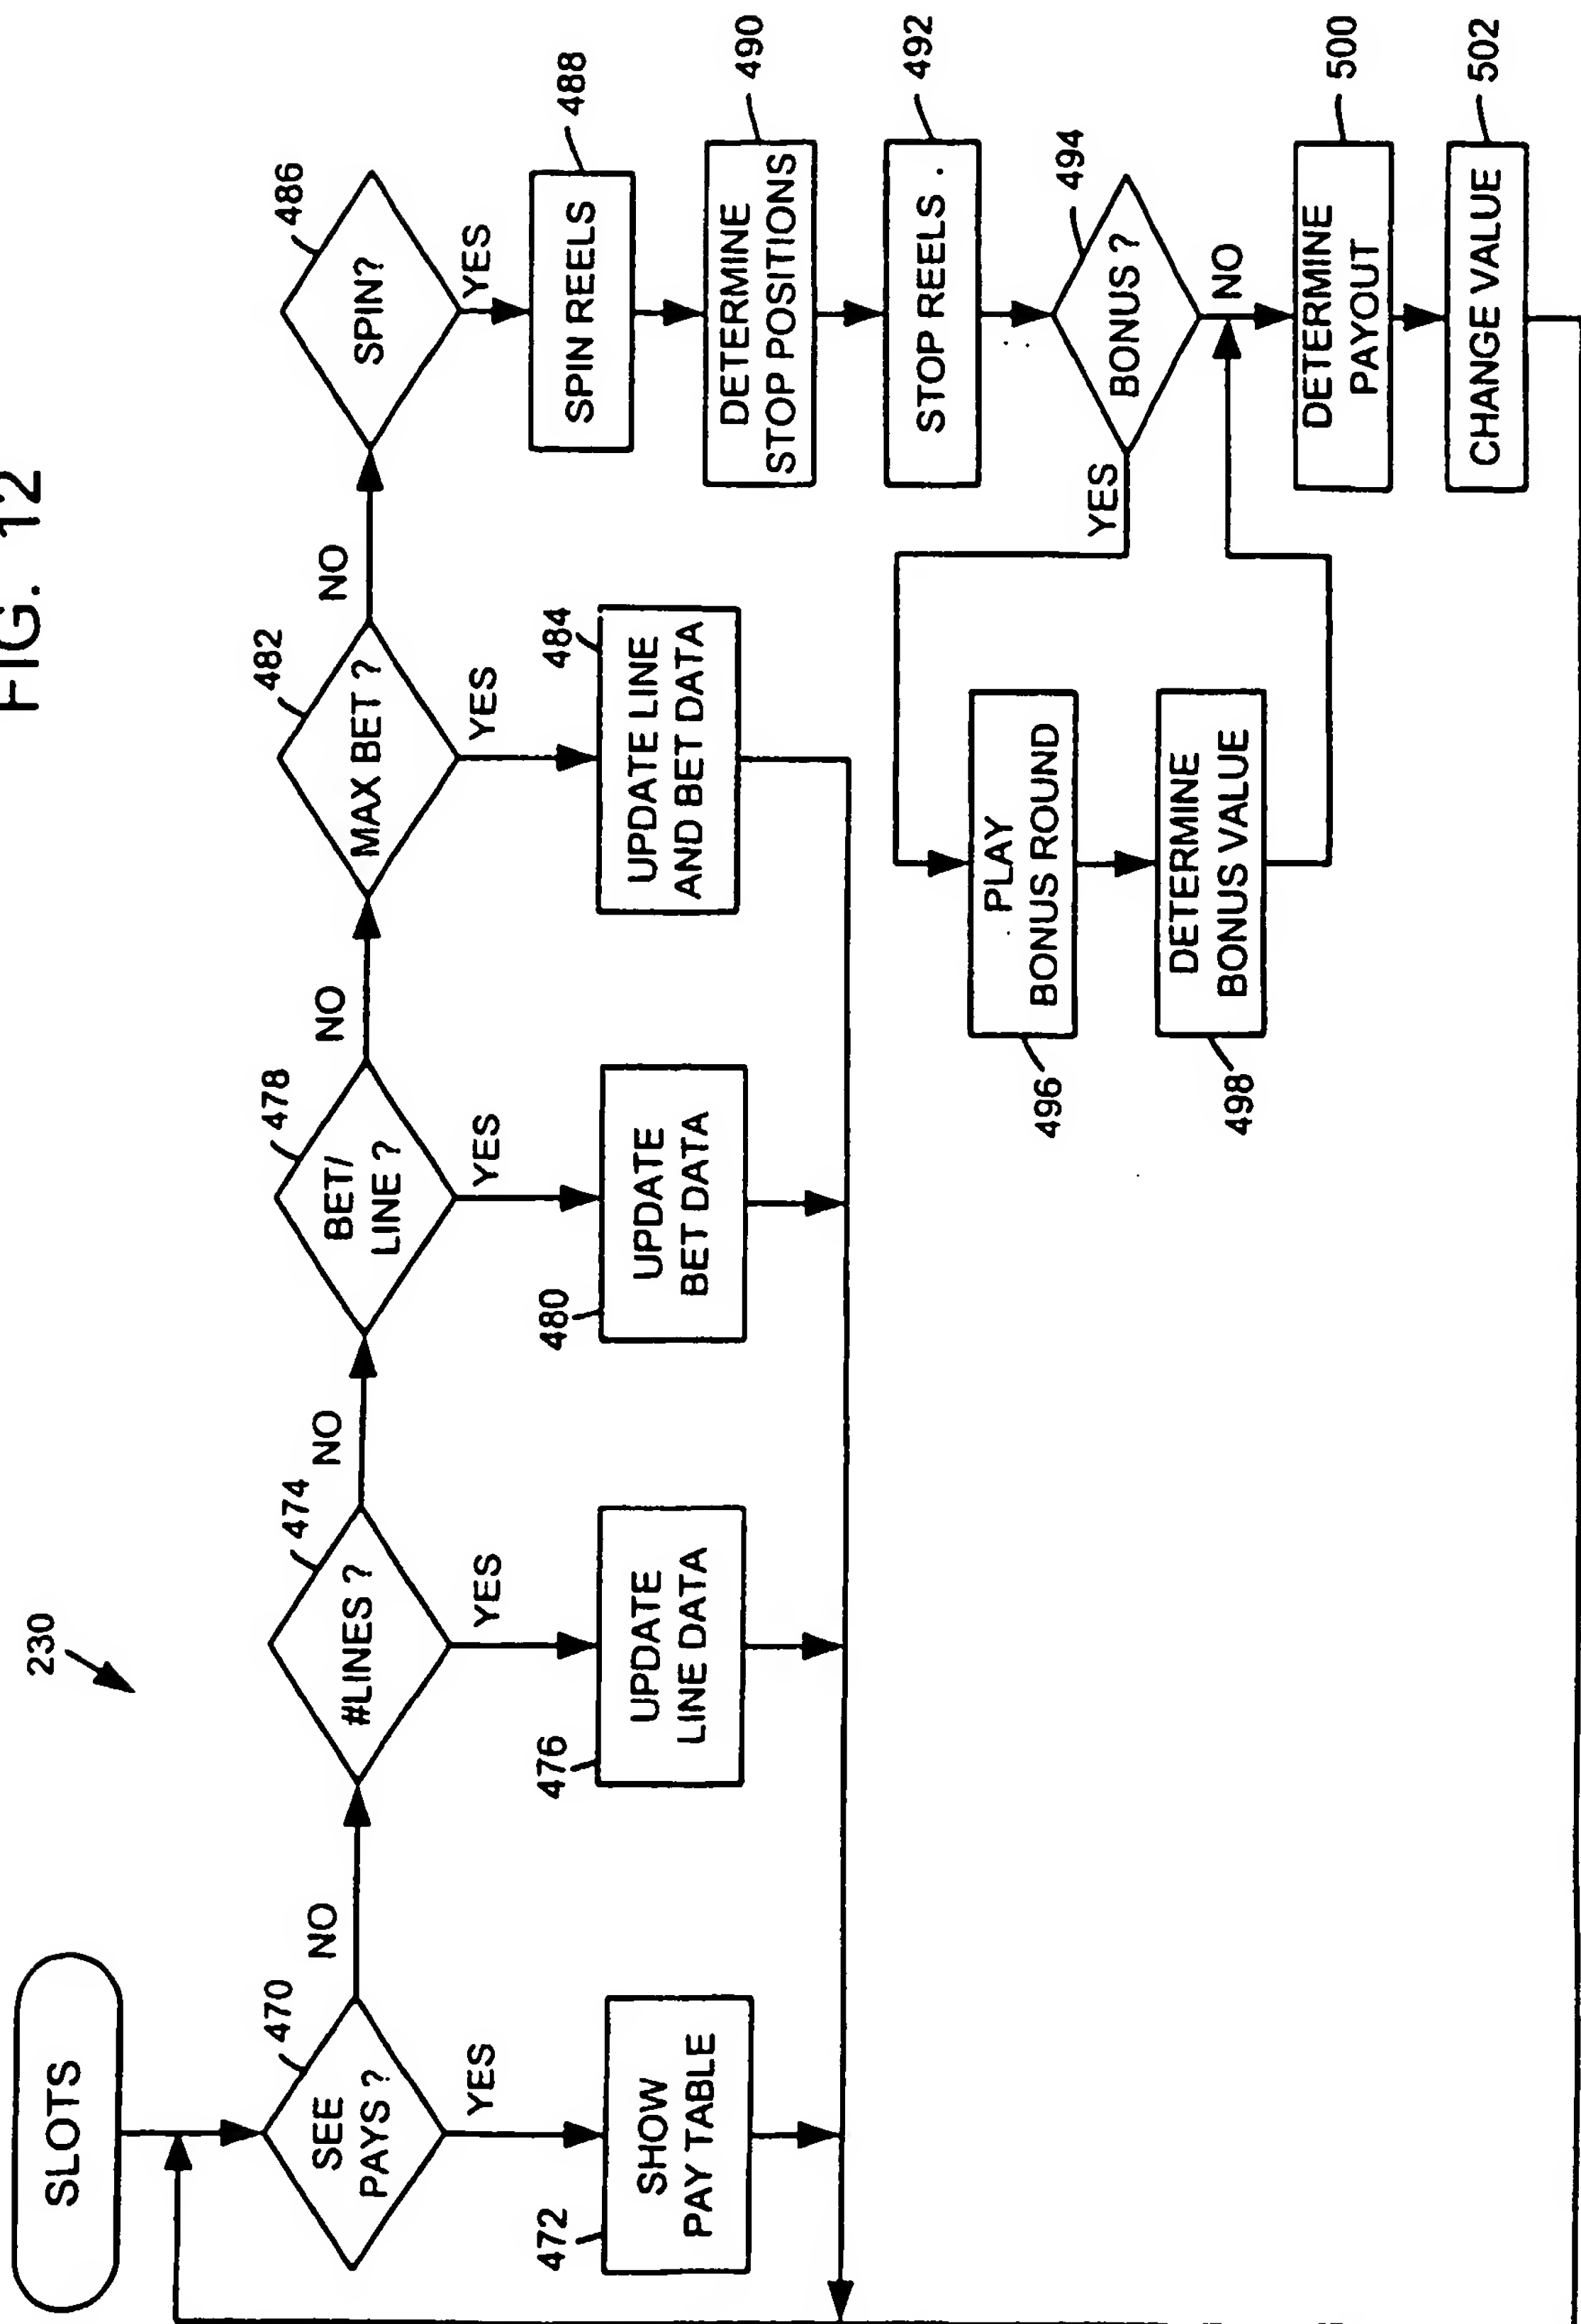 FIG. 12
230
SLOTS
470
SEE
PAYS ?
NO
YES
472
SHOW
PAY TABLE
474
#LINES ?
NO
YES
476
UPDATE
LINE DATA
478
BET/
LINE ?
NO
YES
480
UPDATE
BET DATA
482
MAX BET ?
NO
YES
484
UPDATE LINE
AND BET DATA
486
SPIN?
YES
488
SPIN REELS
490
DETERMINE
STOP POSITIONS
492
STOP REELS .
494
BONUS ?
YES
NO
496
PLAY
BONUS ROUND
498
DETERMINE
BONUS VALUE
500
DETERMINE
PAYOUT
502
CHANGE VALUE